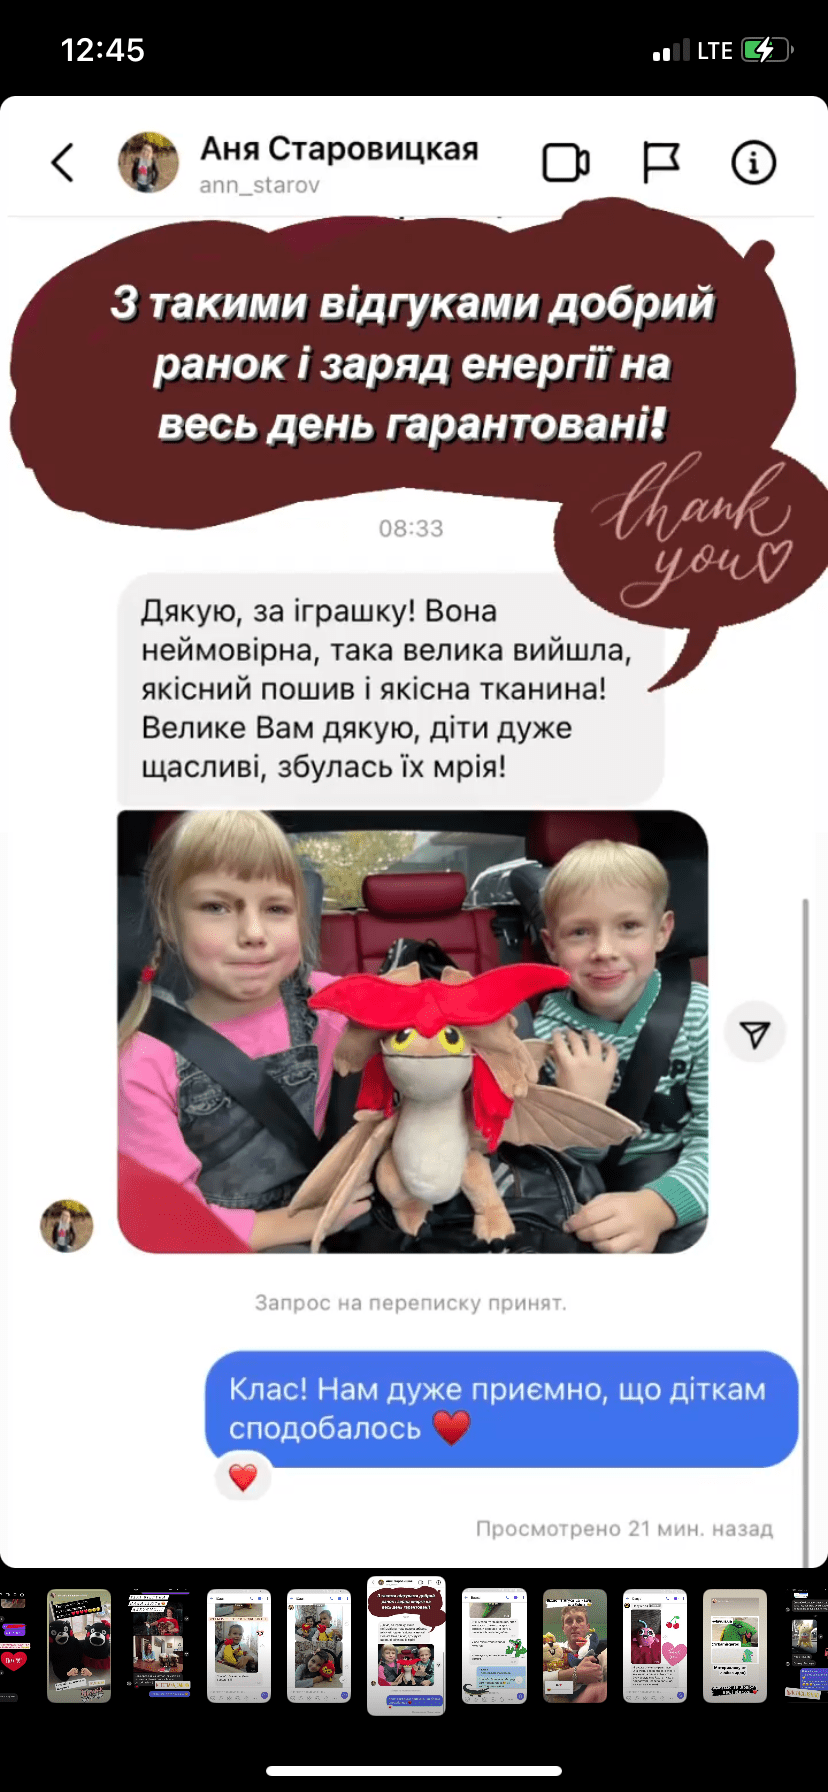 12:45
LTE
Аня Старовицкая
ann_starov
З такими відгуками добрий
ранок і заряд енергії на
весь день гарантовані!
thank
you
08:33
Дякую, за іграшку! Вона
неймовірна, така велика вийшла,
якісний пошив і якісна тканина!
Велике Вам дякую, діти дуже
щасливі, збулась їх мрія!
Запрос на переписку принят.
Клас! Нам дуже приємно, що діткам
сподобалось
Просмотрено 21 мин. назад